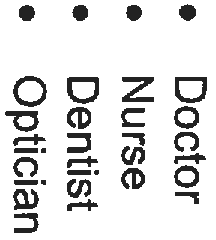 • Doctor
• Nurse
• Dentist
• Optician